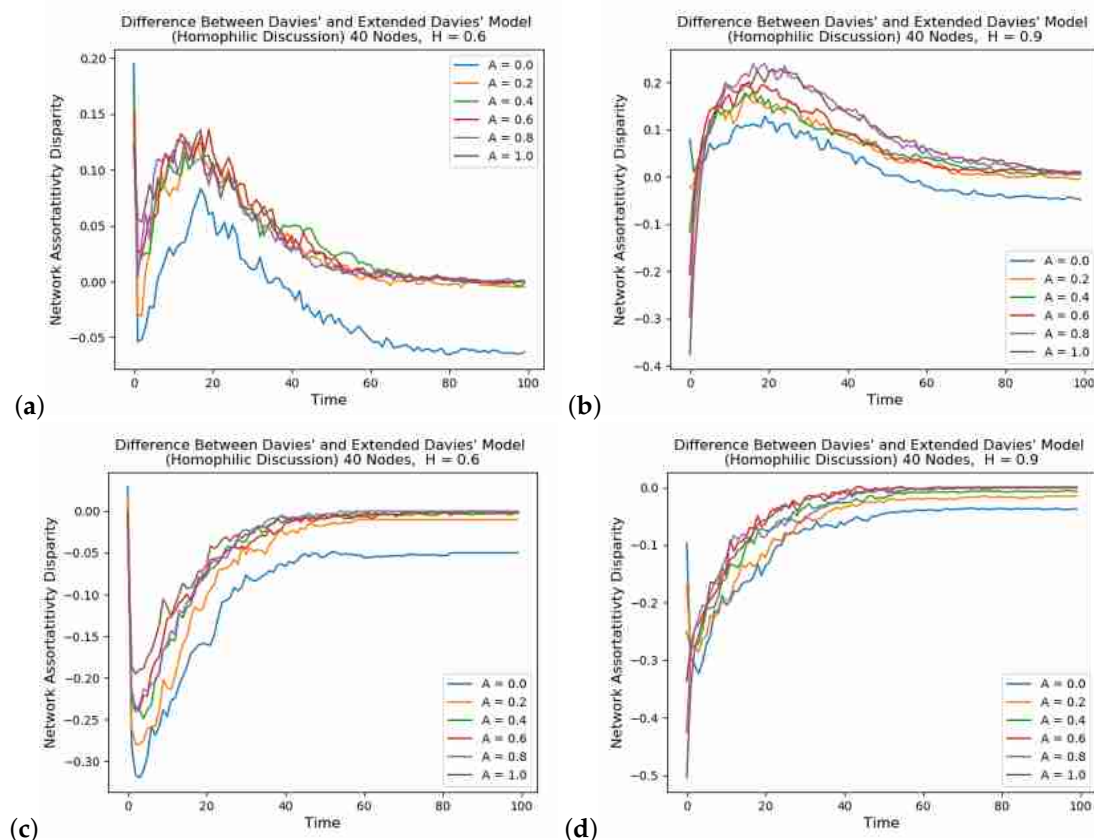 Difference Between Davies' and Extended Davies' Model
(Homophilic Discussion) 40 Nodes, H = 0.6
Network Assortatitivty Disparity
0.20
0.15
0.10
0.05
0.00
−0.05
A = 0.0
A = 0.2
A = 0.4
A = 0.6
A = 0.8
A = 1.0
0
20
40
60
80
100
Time
(a)
Difference Between Davies' and Extended Davies' Model
(Homophilic Discussion) 40 Nodes, H = 0.9
Network Assortatitivty Disparity
0.2
0.1
0.0
−0.1
−0.2
−0.3
−0.4
A = 0.0
A = 0.2
A = 0.4
A = 0.6
A = 0.8
A = 1.0
0
20
40
60
80
100
Time
(b)
Difference Between Davies' and Extended Davies' Model
(Homophilic Discussion) 40 Nodes, H = 0.6
Network Assortatitivty Disparity
0.00
−0.05
−0.10
−0.15
−0.20
−0.25
−0.30
A = 0.0
A = 0.2
A = 0.4
A = 0.6
A = 0.8
A = 1.0
0
20
40
60
80
100
Time
(c)
Difference Between Davies' and Extended Davies' Model
(Homophilic Discussion) 40 Nodes, H = 0.9
Network Assortatitivty Disparity
0.0
−0.1
−0.2
−0.3
−0.4
−0.5
A = 0.0
A = 0.2
A = 0.4
A = 0.6
A = 0.8
A = 1.0
0
20
40
60
80
100
Time
(d)